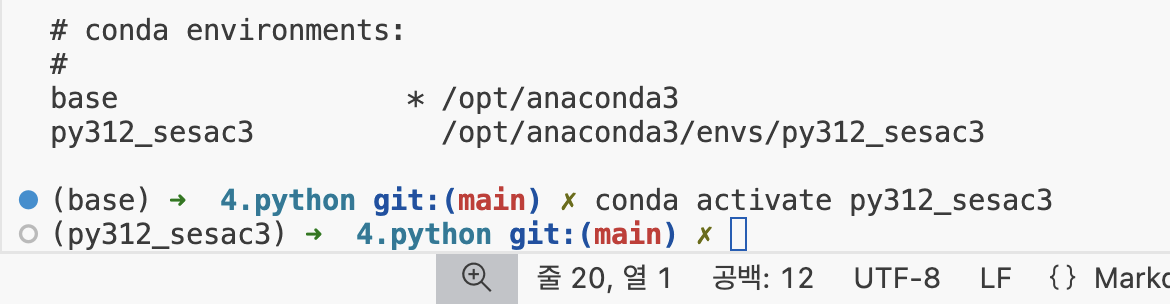 # conda environments:
#
base * /opt/anaconda3
py312_sesac3 /opt/anaconda3/envs/py312_sesac3
(base) ➜ 4.python git:(main) ✗ conda activate py312_sesac3
(py312_sesac3) ➜ 4.python git:(main) ✗
줄 20, 열 1 공백: 12 UTF-8 LF {}